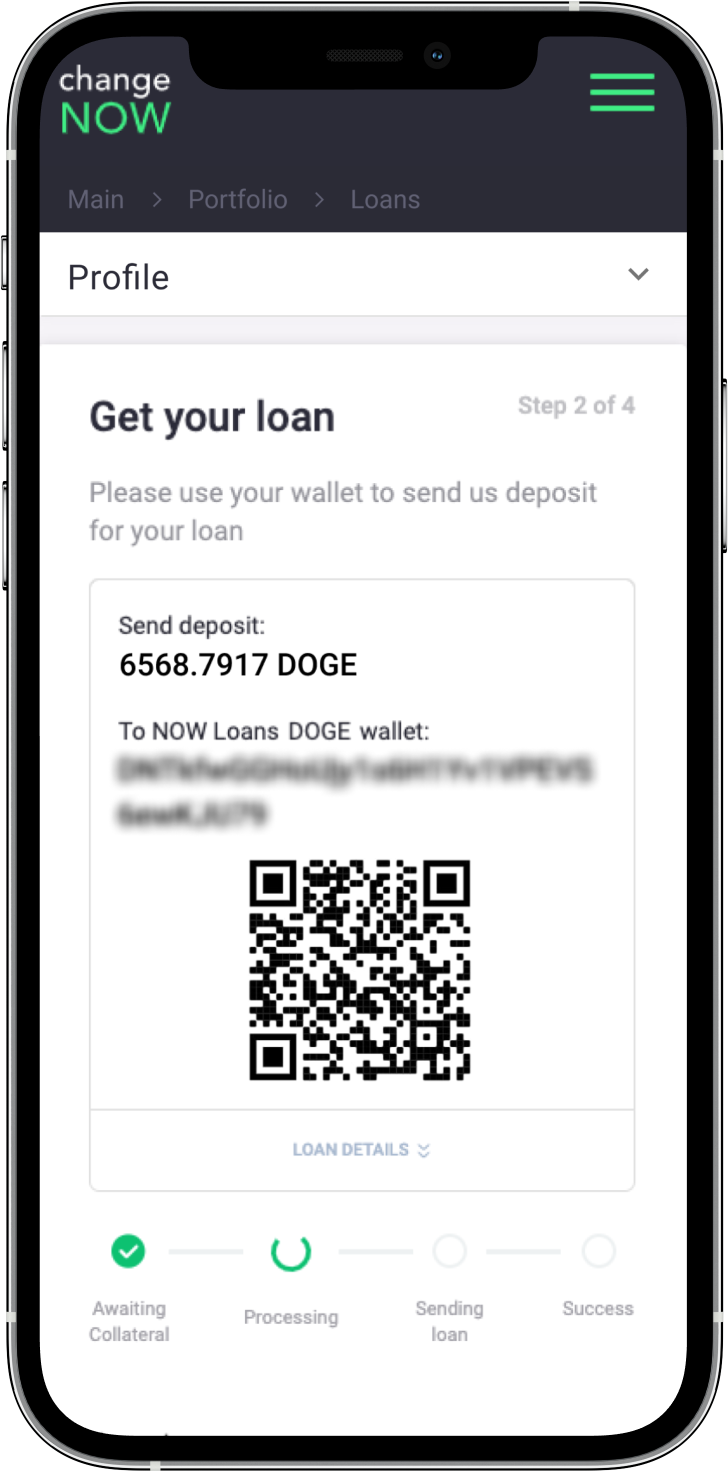 change
NOW
Main > Portfolio > Loans
Profile
Get your loan
Step 2 of 4
Please use your wallet to send us deposit
for your loan
Send deposit:
6568.7917 DOGE
To NOW Loans DOGE wallet:
LOAN DETAILS
Awaiting
Collateral
Processing
Sending
loan
Success